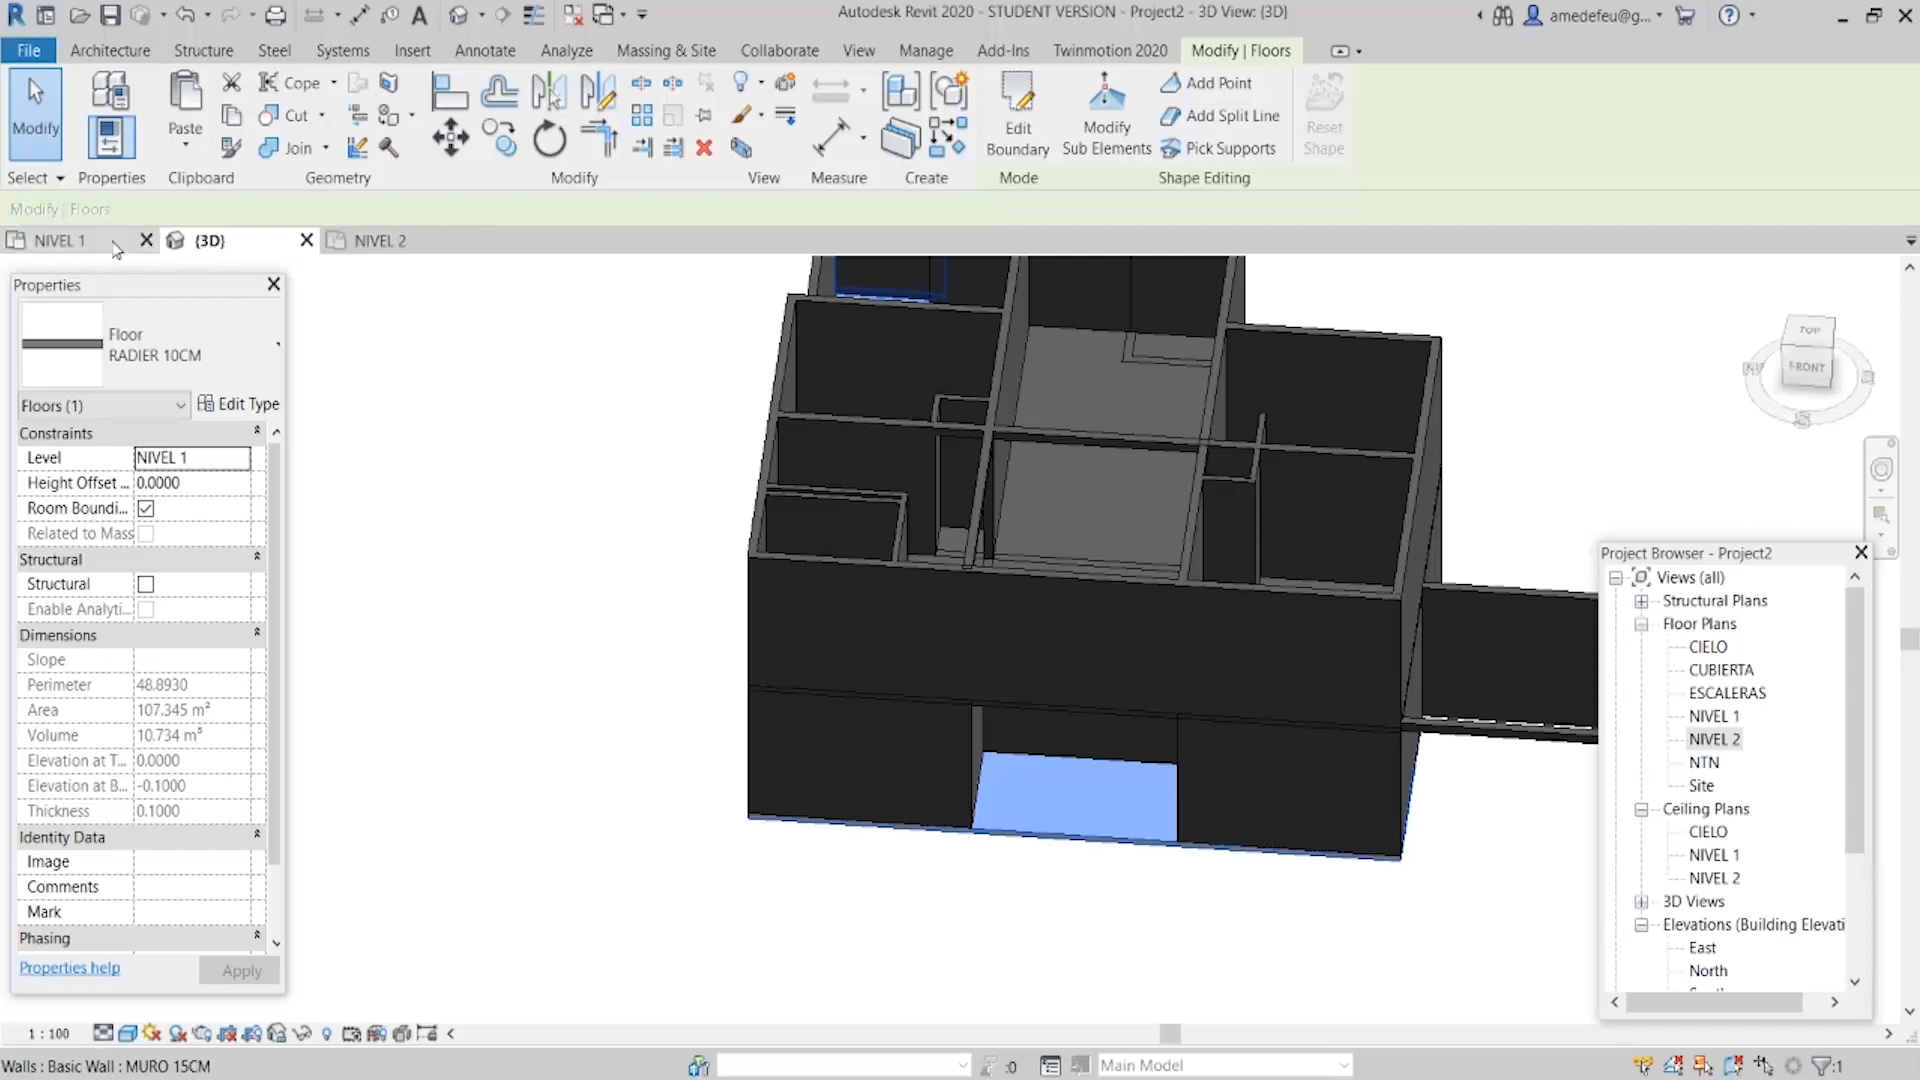 Autodesk Revit 2020 - STUDENT VERSION - Project2 - 3D View: {3D}
amedefeu@g...
File Architecture Structure Steel Systems Insert Annotate Analyze Massing & Site Collaborate View Manage Add-Ins Twinmotion 2020 Modify | Floors
Modify
Paste
Cope
Cut
Join
Edit
Boundary
Modify
Sub Elements
Add Point
Add Split Line
Pick Supports
Reset
Shape
Select Properties Clipboard Geometry Modify View Measure Create Mode Shape Editing
Modify | Floors
NIVEL 1 {3D} NIVEL 2
Properties
Floor
RADIER 10CM
Floors (1) Edit Type
Constraints
Level NIVEL 1
Height Offset ... 0.0000
Room Boundi...
Related to Mass
Structural
Structural
Enable Analyti...
Dimensions
Slope
Perimeter 48.8930
Area 107.345 m²
Volume 10.734 m³
Elevation at T... 0.0000
Elevation at B... -0.1000
Thickness 0.1000
Identity Data
Image
Comments
Mark
Phasing
Properties help Apply
TOP
FRONT
Project Browser - Project2
Views (all)
Structural Plans
Floor Plans
CIELO
CUBIERTA
ESCALERAS
NIVEL 1
NIVEL 2
NTN
Site
Ceiling Plans
CIELO
NIVEL 1
NIVEL 2
3D Views
Elevations (Building Elevati
East
North
1 : 100
Walls : Basic Wall : MURO 15CM
:0
Main Model
:1